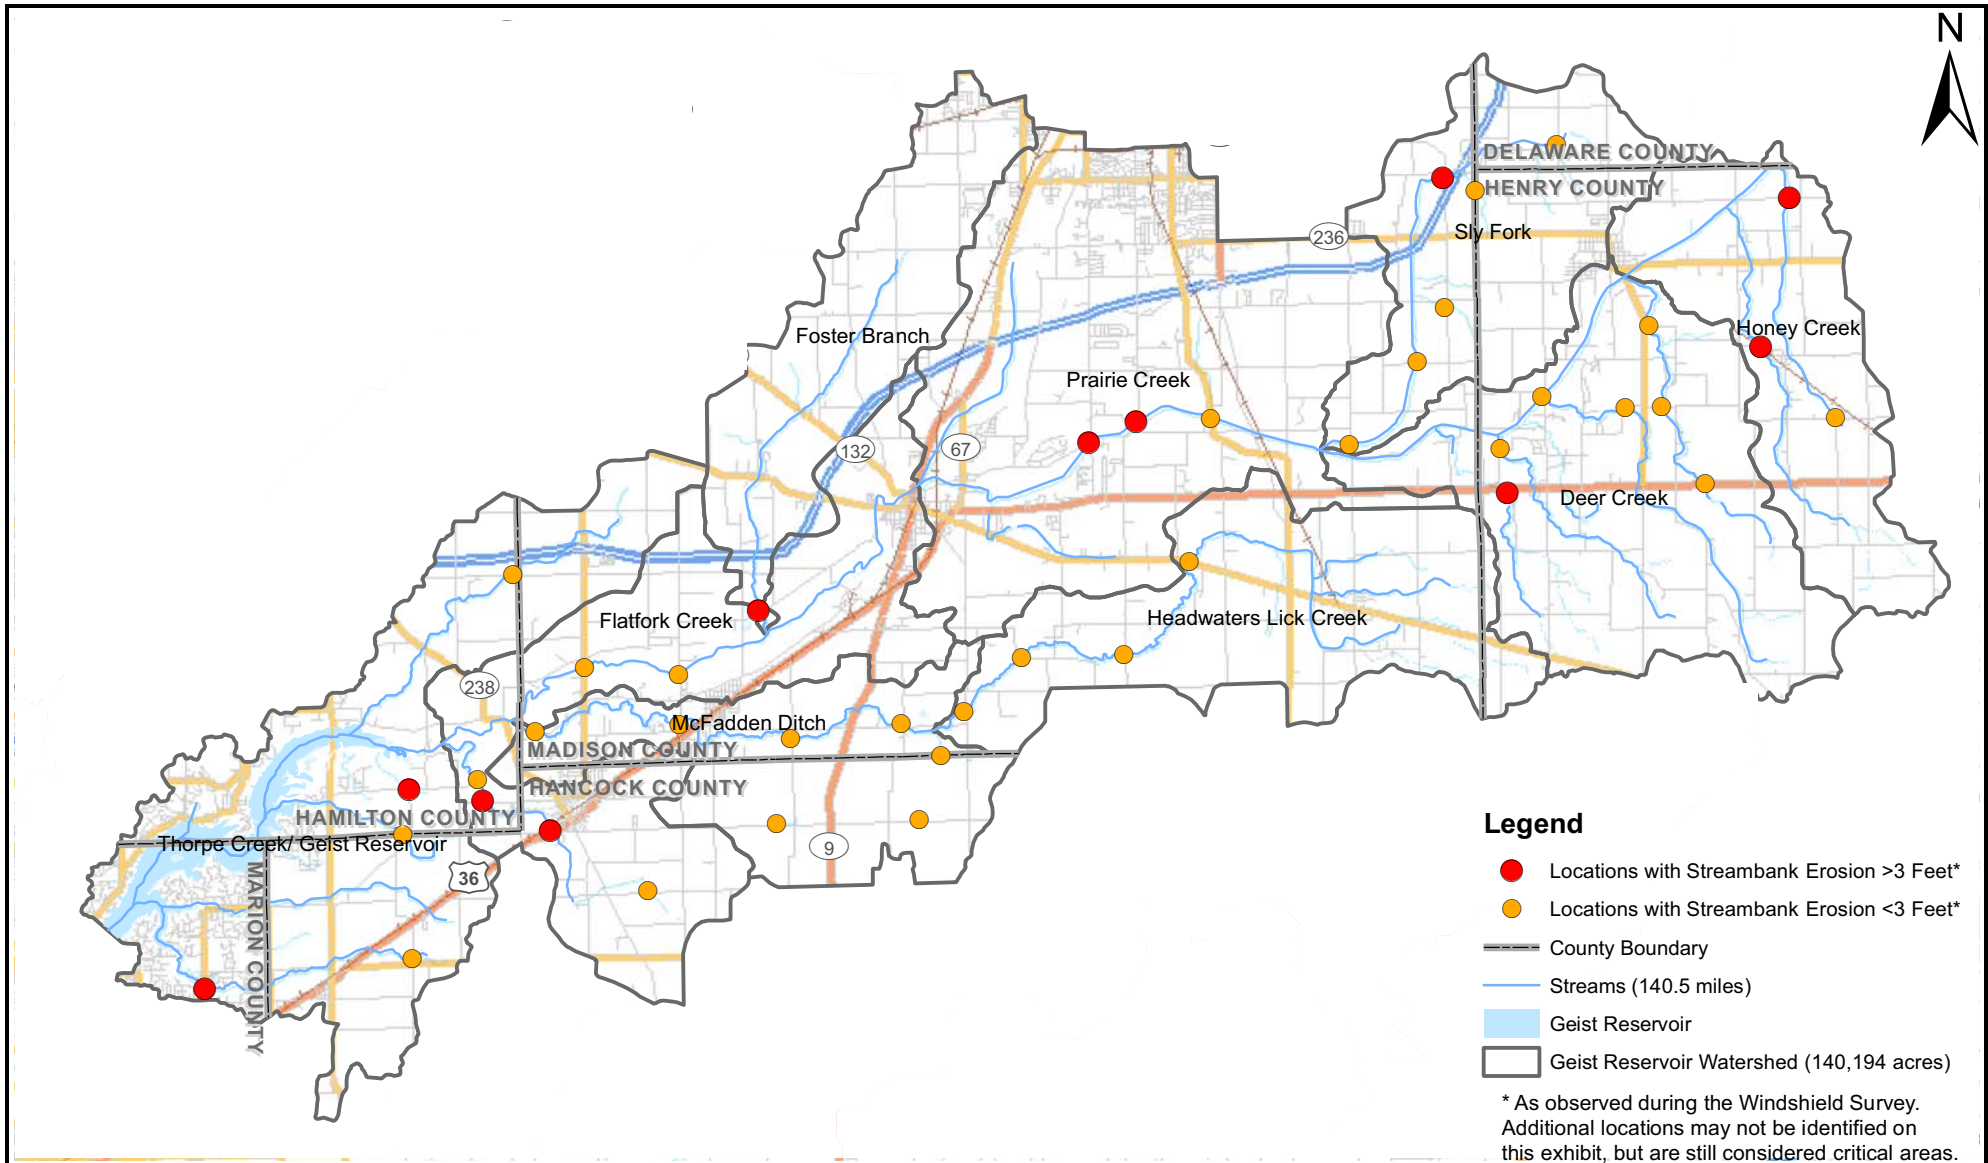 N
DELAWARE COUNTY
HENRY COUNTY
236
Sly Fork
Foster Branch
Honey Creek
Prairie Creek
132
67
Deer Creek
Flatfork Creek
Headwaters Lick Creek
238
McFadden Ditch
MADISON COUNTY
HANCOCK COUNTY
HAMILTON COUNTY
Thorpe Creek/ Geist Reservoir
9
36
MARION COUNTY
Legend
Locations with Streambank Erosion >3 Feet*
Locations with Streambank Erosion <3 Feet*
County Boundary
Streams (140.5 miles)
Geist Reservoir
Geist Reservoir Watershed (140,194 acres)
* As observed during the Windshield Survey.
Additional locations may not be identified on
this exhibit, but are still considered critical areas.